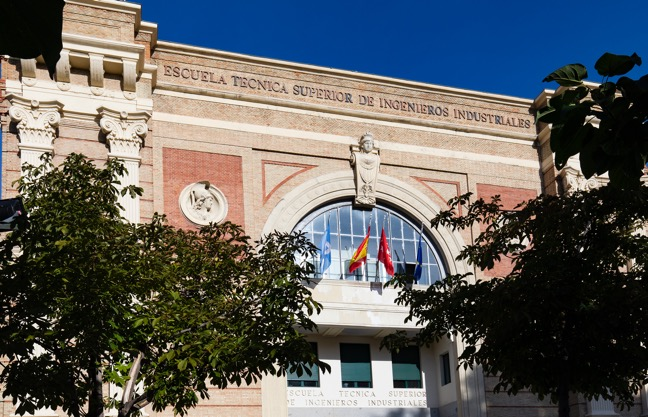 ESCUELA TECNICA SUPERIOR DE INGENIEROS INDUSTRIALES
ESCUELA TECNICA SUPERIOR
DE INGENIEROS INDUSTRIALES